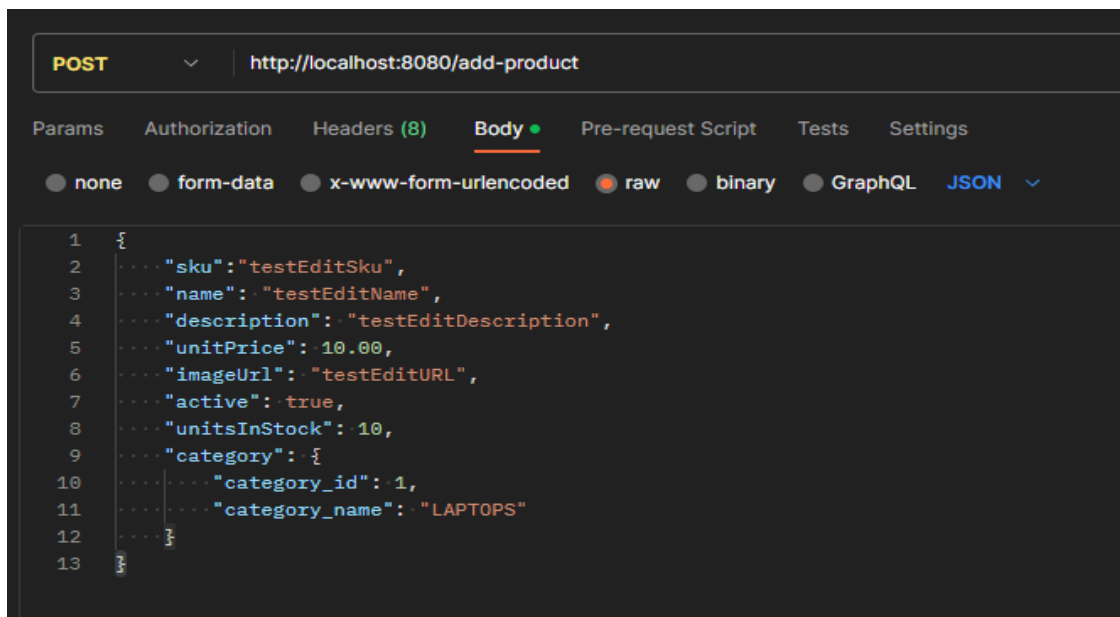 POST http://localhost:8080/add-product
Params Authorization Headers (8) Body Pre-request Script Tests Settings
none form-data x-www-form-urlencoded raw binary GraphQL JSON
1 {
2 "sku":"testEditSku",
3 "name": "testEditName",
4 "description": "testEditDescription",
5 "unitPrice": 10.00,
6 "imageUrl": "testEditURL",
7 "active": true,
8 "unitsInStock": 10,
9 "category": {
10 "category_id": 1,
11 "category_name": "LAPTOPS"
12 }
13 }